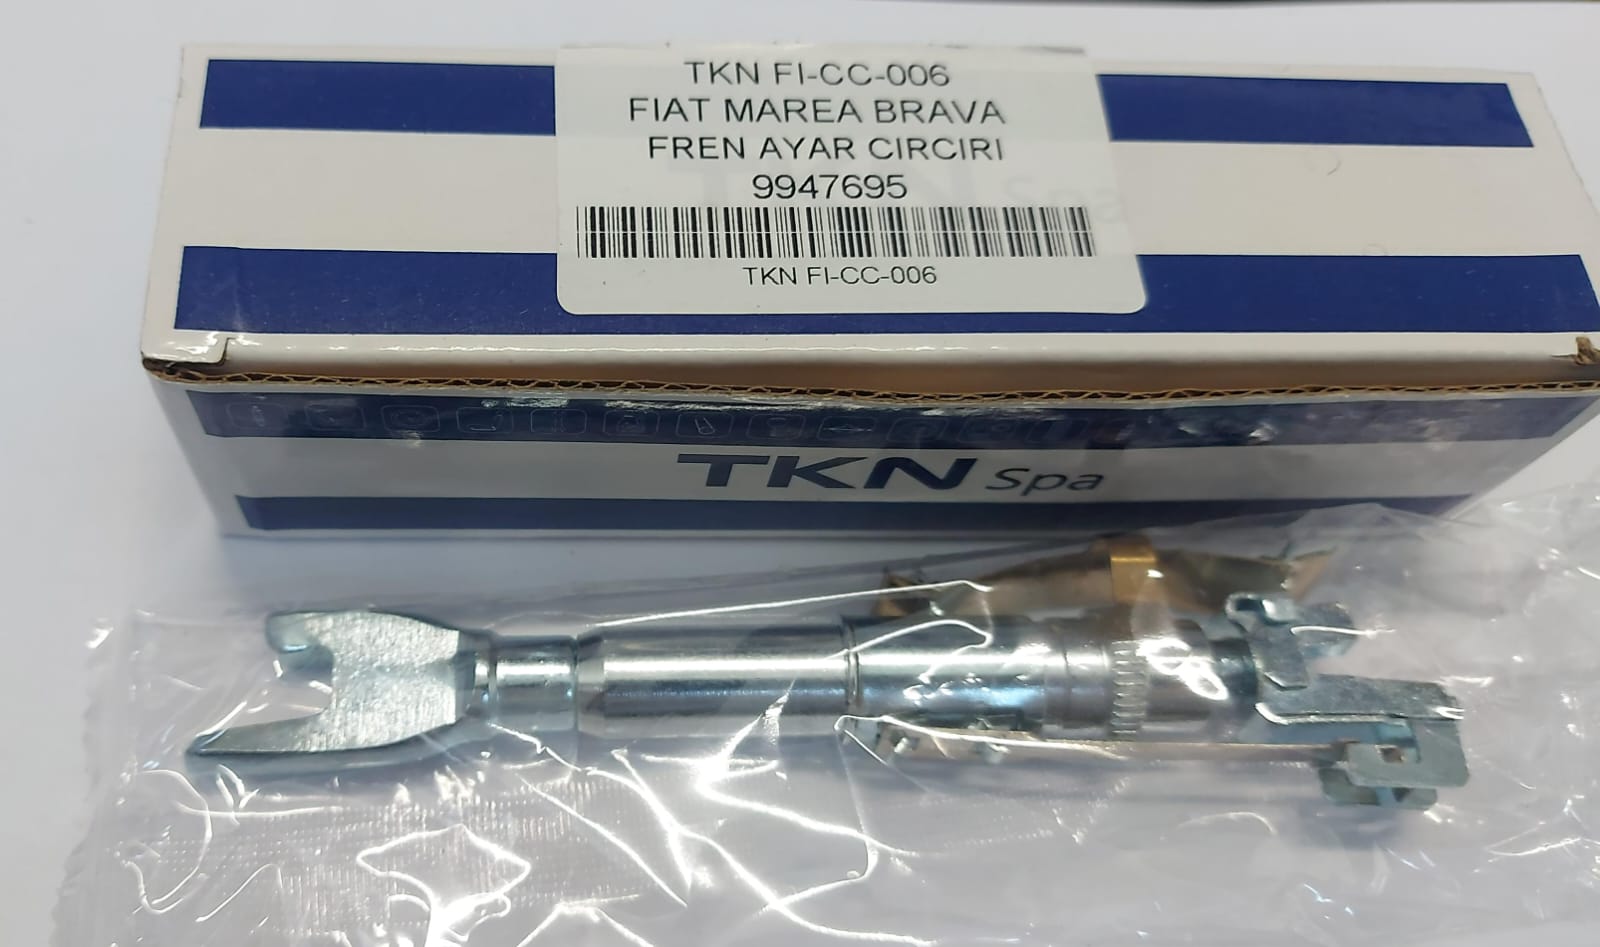 TKN FI-CC-006
FIAT MAREA BRAVA
FREN AYAR CIRCIRI
9947695
TKN FI-CC-006
TKN Spa